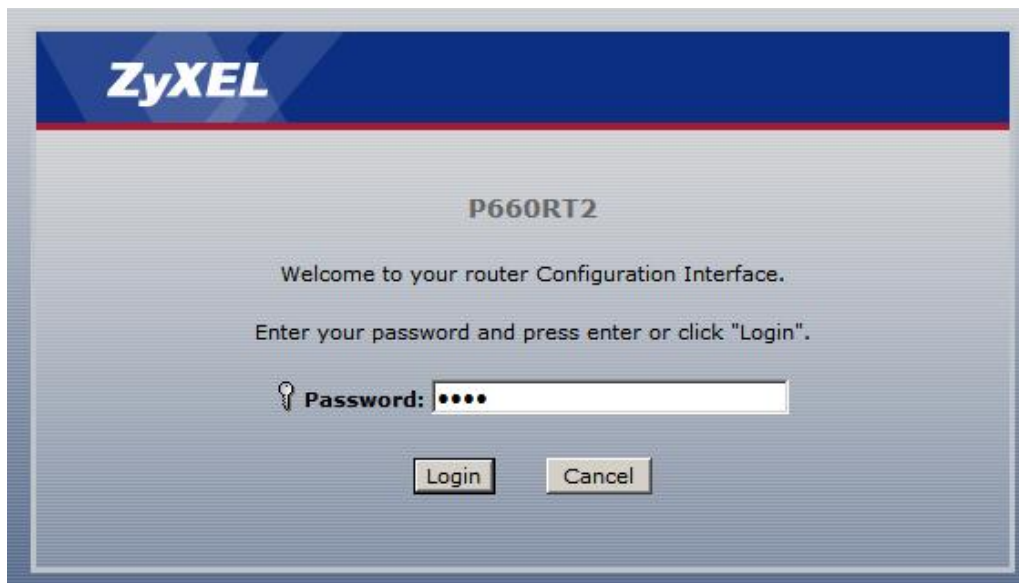 ZyXEL
P660RT2
Welcome to your router Configuration Interface.
Enter your password and press enter or click "Login".
Password: ••••
Login Cancel